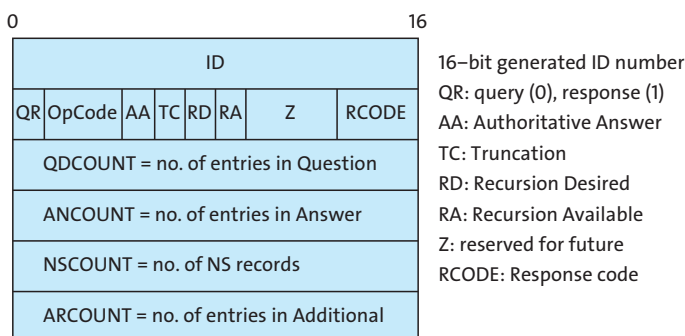 0 16
ID
16–bit generated ID number
QR: query (0), response (1)
QR OpCode AA TC RD RA Z RCODE
AA: Authoritative Answer
TC: Truncation
QDCOUNT = no. of entries in Question
RD: Recursion Desired
ANCOUNT = no. of entries in Answer
RA: Recursion Available
Z: reserved for future
NSCOUNT = no. of NS records
RCODE: Response code
ARCOUNT = no. of entries in Additional